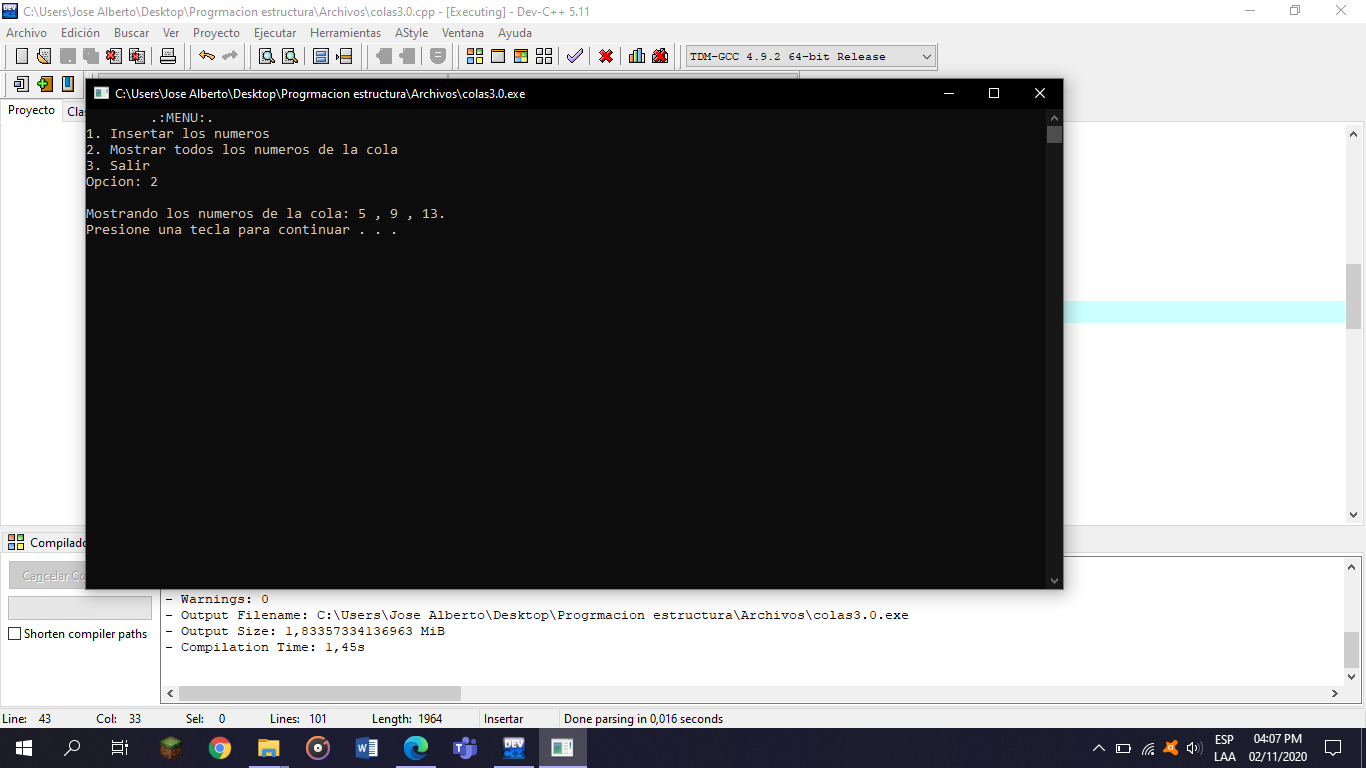 C:\Users\Jose Alberto\Desktop\Progrmacion estructura\Archivos\colas3.0.cpp - [Executing] - Dev-C++ 5.11
Archivo Edición Buscar Ver Proyecto Ejecutar Herramientas AStyle Ventana Ayuda
TDM-GCC 4.9.2 64-bit Release
Proyecto Clas
C:\Users\Jose Alberto\Desktop\Progrmacion estructura\Archivos\colas3.0.exe
.:MENU:.
1. Insertar los numeros
2. Mostrar todos los numeros de la cola
3. Salir
Opcion: 2
Mostrando los numeros de la cola: 5 , 9 , 13.
Presione una tecla para continuar . . .
Compilado
Cancelar Co
- Warnings: 0
- Output Filename: C:\Users\Jose Alberto\Desktop\Progrmacion estructura\Archivos\colas3.0.exe
- Output Size: 1,83357334136963 MiB
- Compilation Time: 1,45s
Shorten compiler paths
Line: 43 Col: 33 Sel: 0 Lines: 101 Length: 1964 Insertar Done parsing in 0,016 seconds
DEV
ESP
LAA
04:07 PM
02/11/2020